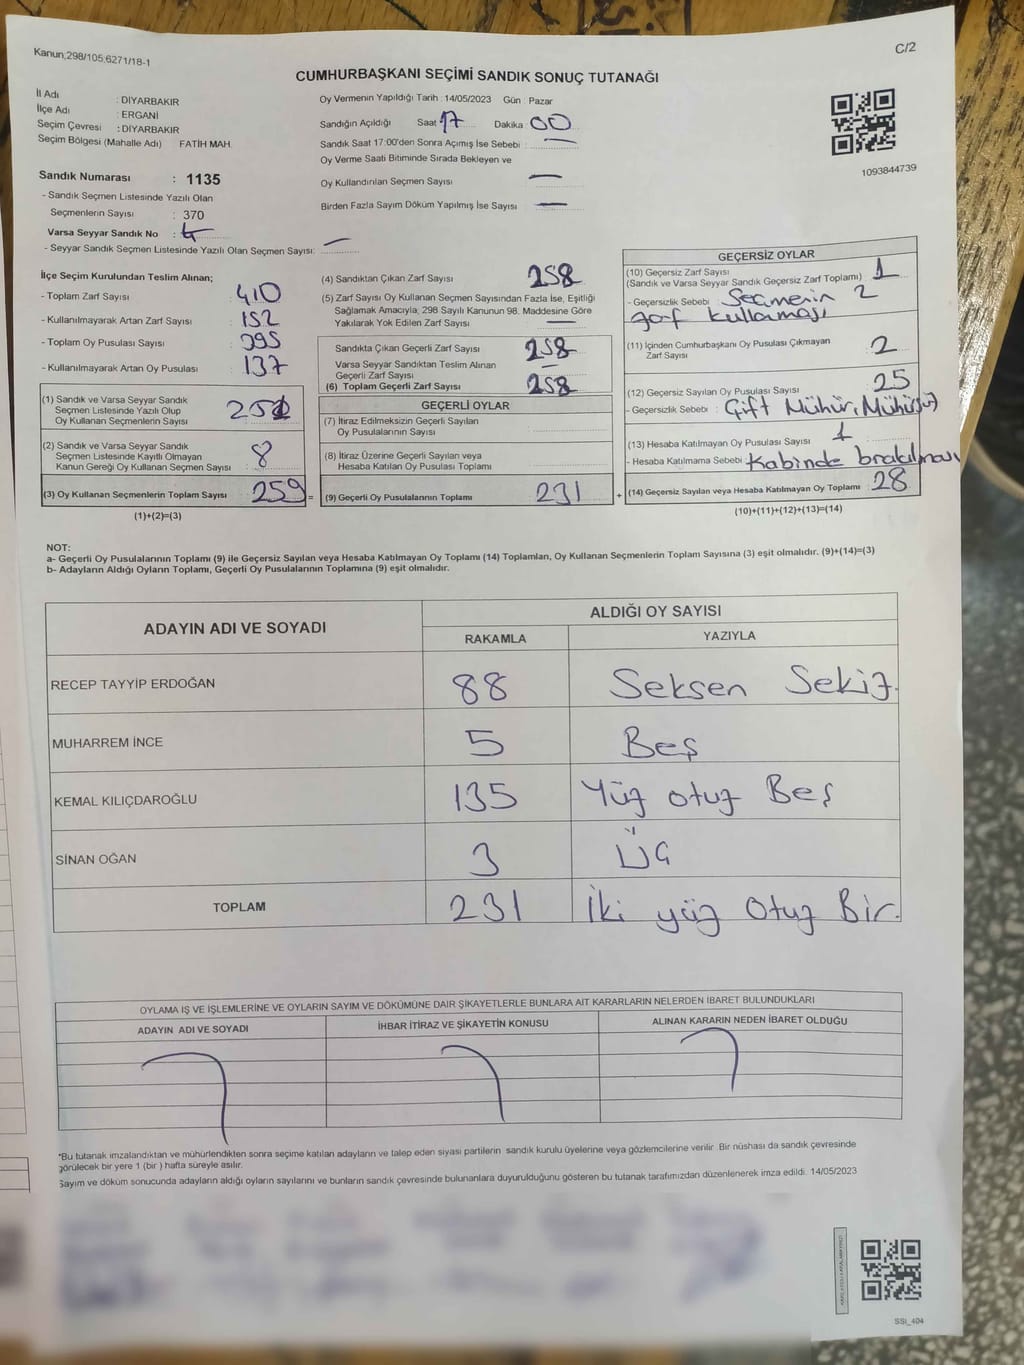 Kanun;298/105;6271/18-1
C/2
CUMHURBAŞKANI SEÇİMİ SANDIK SONUÇ TUTANAĞI
İl Adı : DİYARBAKIR
İlçe Adı : ERGANİ
Seçim Çevresi : DİYARBAKIR
Seçim Bölgesi (Mahalle Adı) FATİH MAH.
Sandık Numarası : 1135
- Sandık Seçmen Listesinde Yazılı Olan
Seçmenlerin Sayısı : 370
Varsa Seyyar Sandık No :
- Seyyar Sandık Seçmen Listesinde Yazılı Olan Seçmen Sayısı: —
Oy Vermenin Yapıldığı Tarih : 14/05/2023 Gün : Pazar
Sandığın Açıldığı Saat 17 Dakika : 00
Sandık Saat 17:00'den Sonra Açımış İse Sebebi : —
Oy Verme Saati Bitiminde Sırada Bekleyen ve
Oy Kullandırılan Seçmen Sayısı —
Birden Fazla Sayım Döküm Yapılmış İse Sayısı —
1093844739
İlçe Seçim Kurulundan Teslim Alınan;
- Toplam Zarf Sayısı : 410
- Kullanılmayarak Artan Zarf Sayısı : 152
- Toplam Oy Pusulası Sayısı : 395
- Kullanılmayarak Artan Oy Pusulası : 137
(1) Sandık ve Varsa Seyyar Sandık
Seçmen Listesinde Yazılı Olup
Oy Kullanan Seçmenlerin Sayısı 251
(2) Sandık ve Varsa Seyyar Sandık
Seçmen Listesinde Kayıtlı Olmayan
Kanun Gereği Oy Kullanan Seçmen Sayısı 8
(3) Oy Kullanan Seçmenlerin Toplam Sayısı 259 =
(1)+(2)=(3)
(4) Sandıktan Çıkan Zarf Sayısı 258
(5) Zarf Sayısı Oy Kullanan Seçmen Sayısından Fazla İse, Eşitliği
Sağlamak Amacıyla, 298 Sayılı Kanunun 98. Maddesine Göre
Yakılarak Yok Edilen Zarf Sayısı —
Sandıkta Çıkan Geçerli Zarf Sayısı 258
Varsa Seyyar Sandıktan Teslim Alınan
Geçerli Zarf Sayısı —
(6) Toplam Geçerli Zarf Sayısı 258
GEÇERLİ OYLAR
(7) İtiraz Edilmeksizin Geçerli Sayılan
Oy Pusulalarının Sayısı
(8) İtiraz Üzerine Geçerli Sayılan veya
Hesaba Katılan Oy Pusulası Toplamı
(9) Geçerli Oy Pusulalarının Toplamı 231 +
GEÇERSİZ OYLAR
(10) Geçersiz Zarf Sayısı
(Sandık ve Varsa Seyyar Sandık Geçersiz Zarf Toplamı) 1
- Geçersizlik Sebebi : Seçmenin 2
zarf kullanması
(11) İçinden Cumhurbaşkanı Oy Pusulası Çıkmayan
Zarf Sayısı 2
(12) Geçersiz Sayılan Oy Pusulası Sayısı 25
- Geçersizlik Sebebi : Çift Mühür, Mühürsüz
(13) Hesaba Katılmayan Oy Pusulası Sayısı 1
- Hesaba Katılmama Sebebi : Kabinde bırakılması
(14) Geçersiz Sayılan veya Hesaba Katılmayan Oy Toplamı 28
(10)+(11)+(12)+(13)=(14)
NOT:
a- Geçerli Oy Pusulalarının Toplamı (9) ile Geçersiz Sayılan veya Hesaba Katılmayan Oy Toplamı (14) Toplamları, Oy Kullanan Seçmenlerin Toplam Sayısına (3) eşit olmalıdır. (9)+(14)=(3)
b- Adayların Aldığı Oyların Toplamı, Geçerli Oy Pusulalarının Toplamına (9) eşit olmalıdır.
ADAYIN ADI VE SOYADI
ALDIĞI OY SAYISI
RAKAMLA YAZIYLA
RECEP TAYYİP ERDOĞAN 88 Seksen Sekiz.
MUHARREM İNCE 5 Beş
KEMAL KILIÇDAROĞLU 135 Yüz otuz Beş
SİNAN OĞAN 3 Üç
TOPLAM 231 İki yüz Otuz Bir.
OYLAMA İŞ VE İŞLEMLERİNE VE OYLARIN SAYIM VE DÖKÜMÜNE DAİR ŞİKAYETLERLE BUNLARA AİT KARARLARIN NELERDEN İBARET BULUNDUKLARI
ADAYIN ADI VE SOYADI İHBAR İTİRAZ VE ŞİKAYETİN KONUSU ALINAN KARARIN NEDEN İBARET OLDUĞU
*Bu tutanak imzalandıktan ve mühürlendikten sonra seçime katılan adayların ve talep eden siyasi partilerin sandık kurulu üyelerine veya gözlemcilerine verilir. Bir nüshası da sandık çevresinde
görülecek bir yere 1 (bir ) hafta süreyle asılır.
Sayım ve döküm sonucunda adayların aldığı oyların sayılarını ve bunların sandık çevresinde bulunanlara duyurulduğunu gösteren bu tutanak tarafımızdan düzenlenerek imza edildi. 14/05/2023
SSI_404